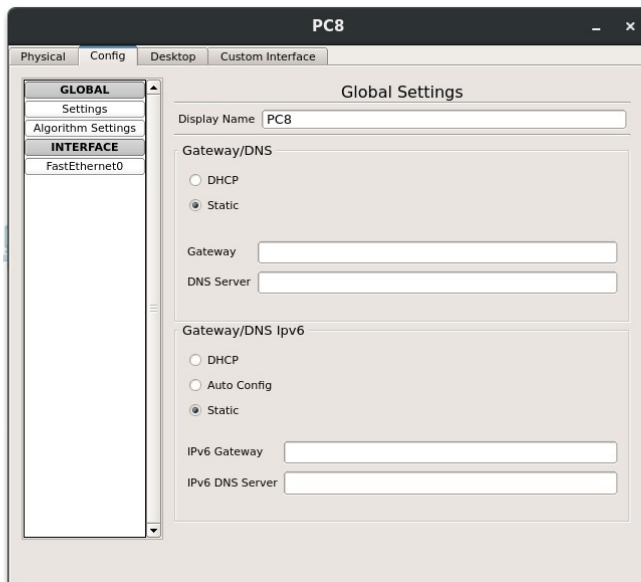 PC8
Physical Config Desktop Custom Interface
GLOBAL
Settings
Algorithm Settings
INTERFACE
FastEthernet0
Global Settings
Display Name PC8
Gateway/DNS
DHCP
Static
Gateway
DNS Server
Gateway/DNS Ipv6
DHCP
Auto Config
Static
IPv6 Gateway
IPv6 DNS Server